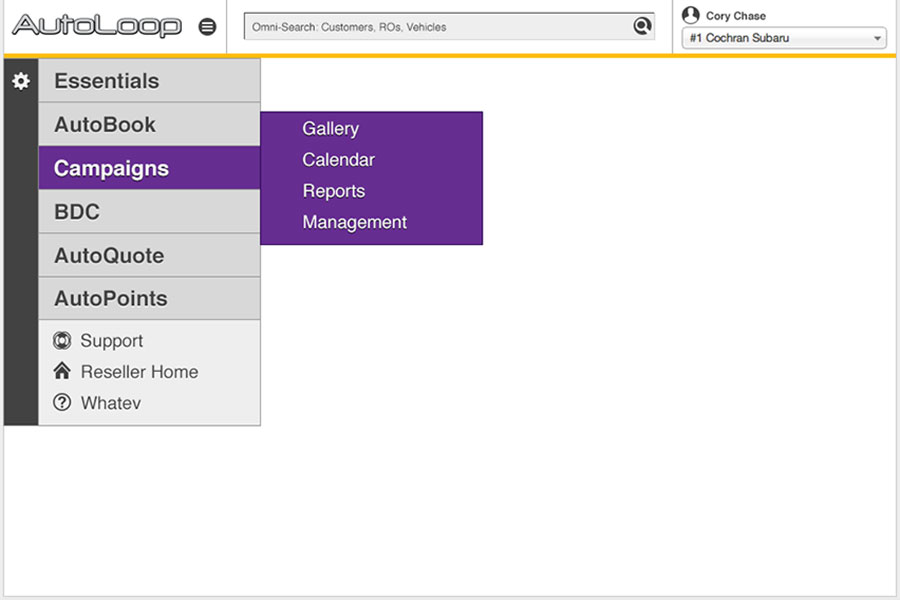 AutoLoop
Omni-Search: Customers, ROs, Vehicles
Cory Chase
#1 Cochran Subaru
Essentials
AutoBook
Campaigns
BDC
AutoQuote
AutoPoints
Support
Reseller Home
Whatev
Gallery
Calendar
Reports
Management